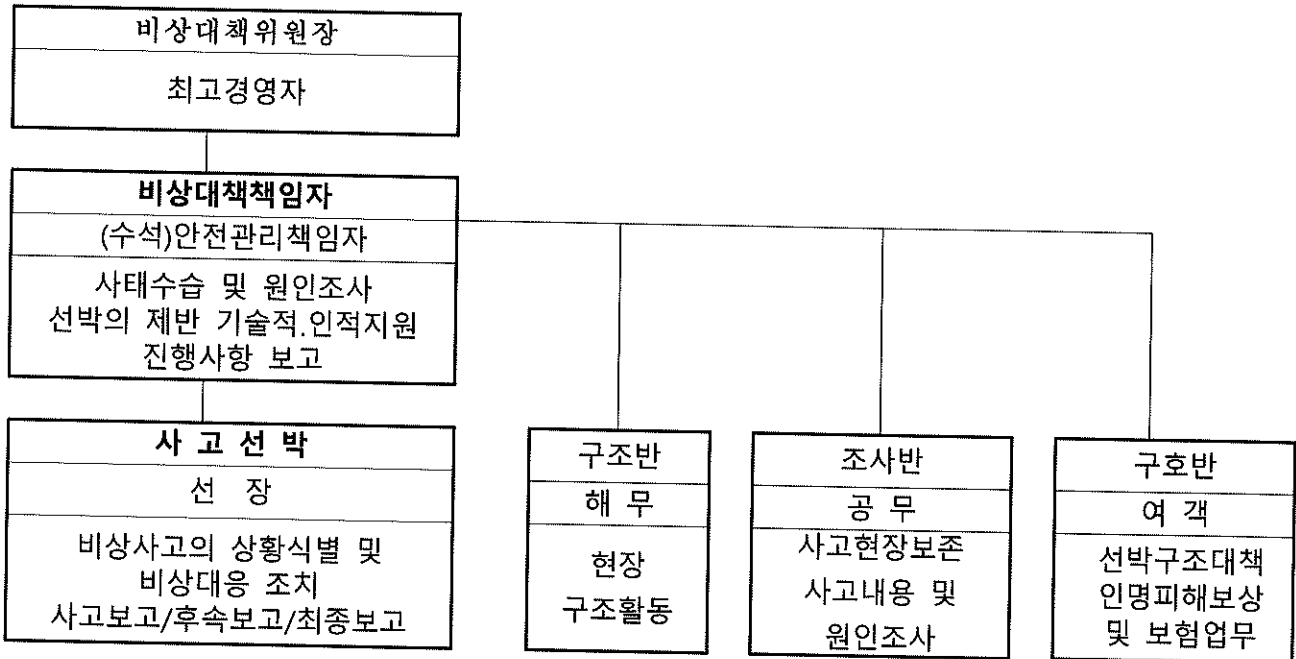 비상대책위원장
최고경영자
비상대책책임자
(수석)안전관리책임자
사태수습 및 원인조사
선박의 제반 기술적.인적지원
진행사항 보고
사 고 선 박
선 장
비상사고의 상황식별 및
비상대응 조치
사고보고/후속보고/최종보고
구조반
해 무
현장
구조활동
조사반
공 무
사고현장보존
사고내용 및
원인조사
구호반
여 객
선박구조대책
인명피해보상
및 보험업무